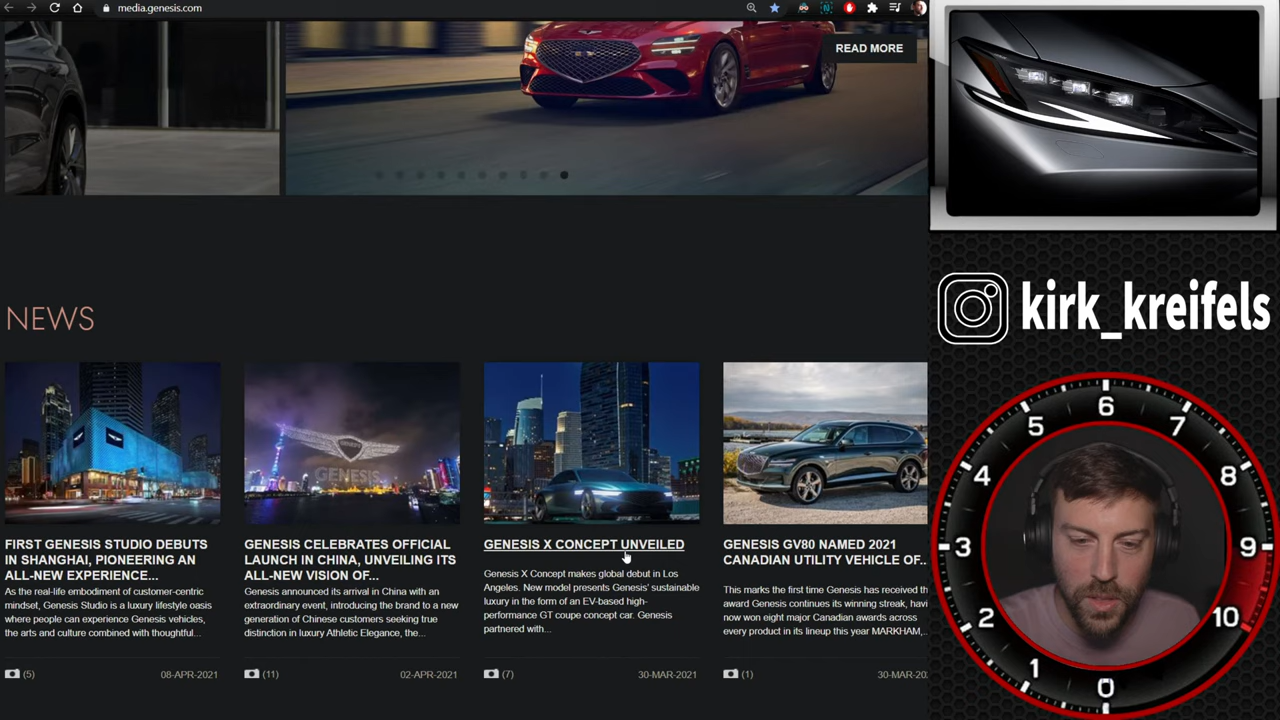 media.genesis.com
READ MORE
NEWS
GENESIS
FIRST GENESIS STUDIO DEBUTS
IN SHANGHAI, PIONEERING AN
ALL-NEW EXPERIENCE...
As the real-life embodiment of customer-centric
mindset, Genesis Studio is a luxury lifestyle oasis
where people can experience Genesis vehicles,
the arts and culture combined with thoughtful...
(5)
08-APR-2021
GENESIS CELEBRATES OFFICIAL
LAUNCH IN CHINA, UNVEILING ITS
ALL-NEW VISION OF...
Genesis announced its arrival in China with an
extraordinary event, introducing the brand to a new
generation of Chinese customers seeking true
distinction in luxury Athletic Elegance, the...
(11)
02-APR-2021
GENESIS X CONCEPT UNVEILED
Genesis X Concept makes global debut in Los
Angeles. New model presents Genesis' sustainable
luxury in the form of an EV-based high-
performance GT coupe concept car. Genesis
partnered with...
(7)
30-MAR-2021
GENESIS GV80 NAMED 2021
CANADIAN UTILITY VEHICLE OF...
This marks the first time Genesis has received th
award Genesis continues its winning streak, havi
now won eight major Canadian awards across
every product in its lineup this year MARKHAM,...
(1)
30-MAR-202
kirk_kreifels
0
1
2
3
4
5
6
7
8
9
10